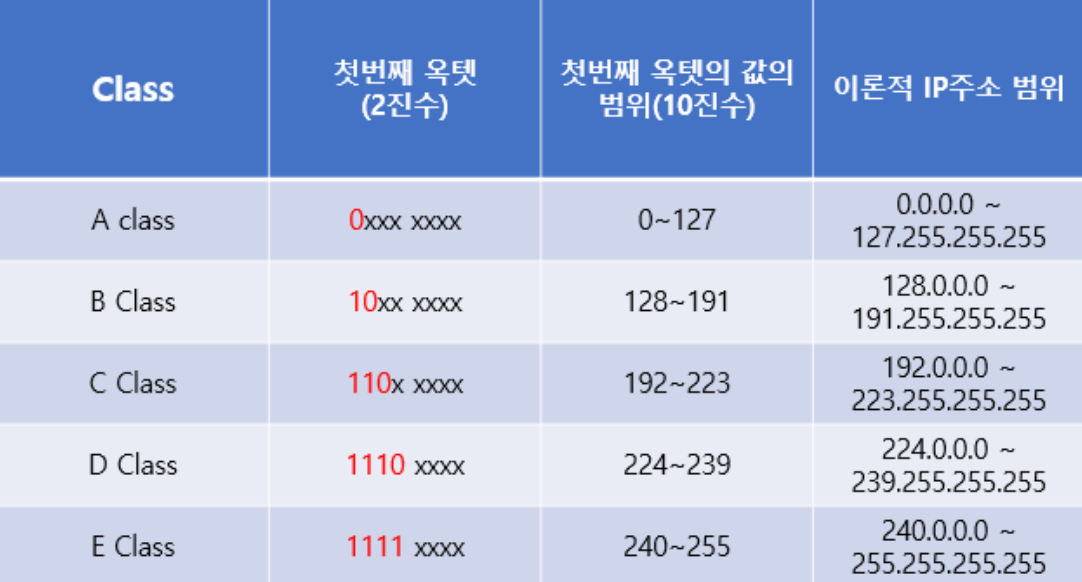 Class
첫번째 옥텟
(2진수)
첫번째 옥텟의 값의
범위(10진수)
이론적 IP주소 범위
A class
0xxx xxxx
0~127
0.0.0.0 ~
127.255.255.255
B Class
10xx xxxx
128~191
128.0.0.0 ~
191.255.255.255
C Class
110x xxxx
192~223
192.0.0.0 ~
223.255.255.255
D Class
1110 xxxx
224~239
224.0.0.0 ~
239.255.255.255
E Class
1111 xxxx
240~255
240.0.0.0 ~
255.255.255.255